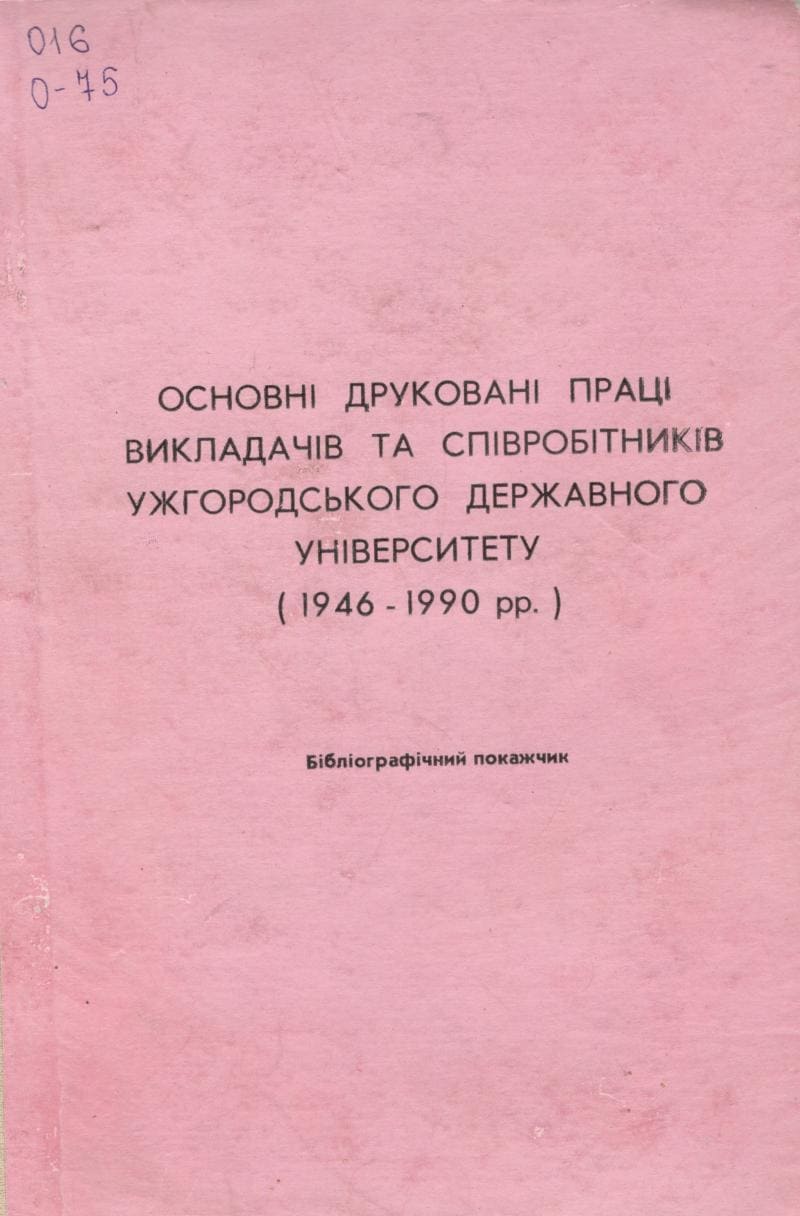 016
О-75
ОСНОВНІ ДРУКОВАНІ ПРАЦІ
ВИКЛАДАЧІВ ТА СПІВРОБІТНИКІВ
УЖГОРОДСЬКОГО ДЕРЖАВНОГО
УНІВЕРСИТЕТУ
( 1946 - 1990 рр. )
Бібліографічний покажчик